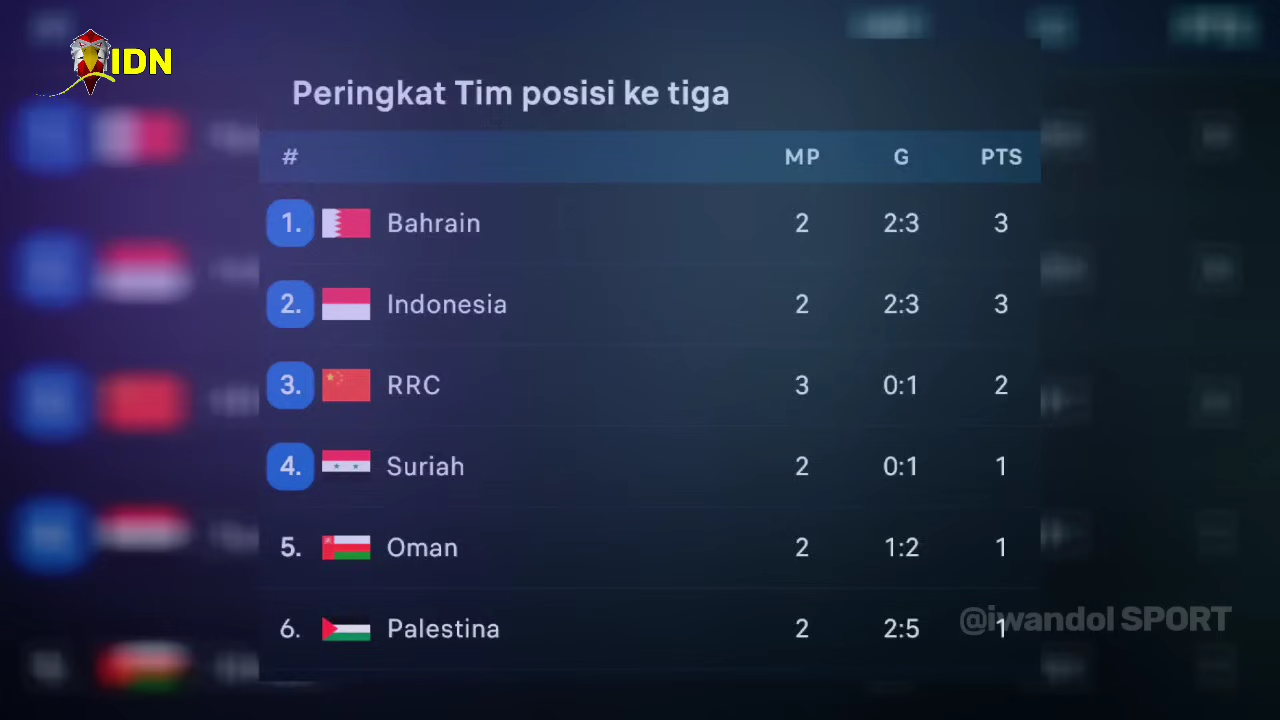 IDN
Peringkat Tim posisi ke tiga
# MP G PTS
1. Bahrain 2 2:3 3
2. Indonesia 2 2:3 3
3. RRC 3 0:1 2
4. Suriah 2 0:1 1
5. Oman 2 1:2 1
6. Palestina 2 2:5 1
@iwandol SPORT